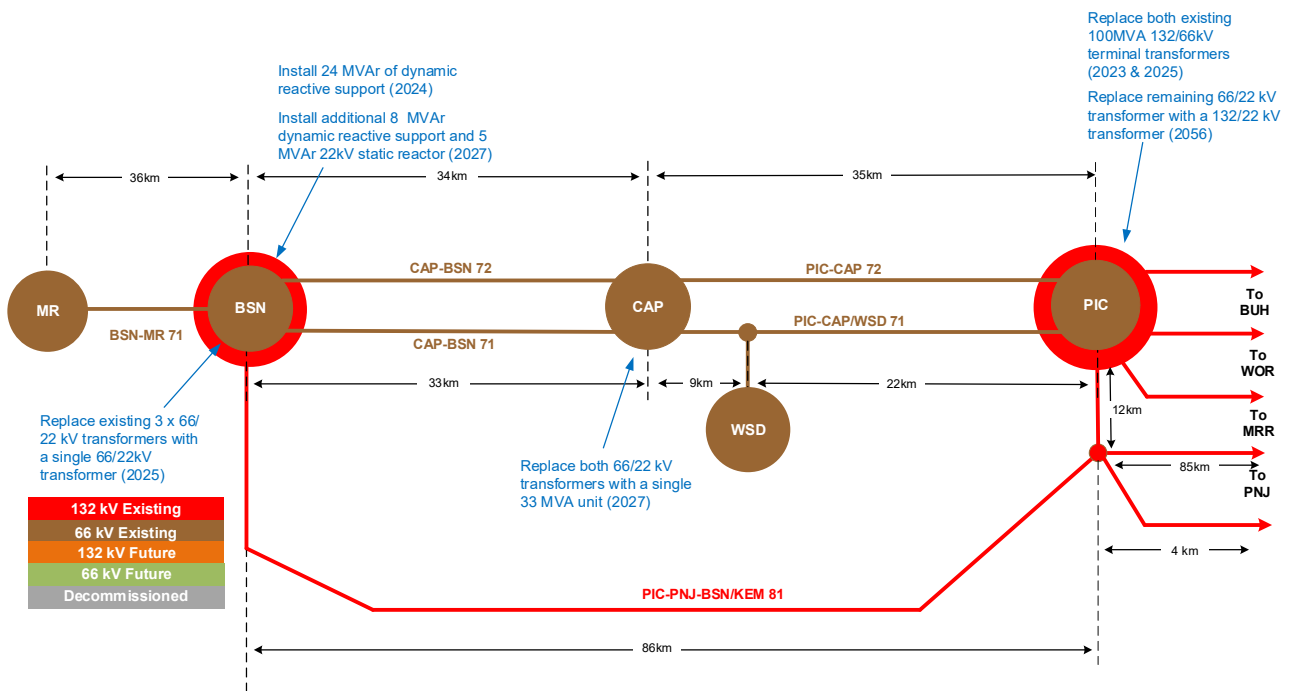 Replace both existing
100MVA 132/66kV
terminal transformers
(2023 & 2025)
Replace remaining 66/22 kV
transformer with a 132/22 kV
transformer (2056)
Install 24 MVAr of dynamic
reactive support (2024)
Install additional 8 MVAr
dynamic reactive support and 5
MVAr 22kV static reactor (2027)
36km
34km
35km
CAP-BSN 72
PIC-CAP 72
MR
BSN
CAP
PIC
BSN-MR 71
CAP-BSN 71
PIC-CAP/WSD 71
To
BUH
To
WOR
To
MRR
To
PNJ
33km
9km
22km
12km
85km
4 km
WSD
Replace existing 3 x 66/
22 kV transformers with
a single 66/22kV
transformer (2025)
Replace both 66/22 kV
transformers with a single
33 MVA unit (2027)
132 kV Existing
66 kV Existing
132 kV Future
66 kV Future
Decommissioned
PIC-PNJ-BSN/KEM 81
86km